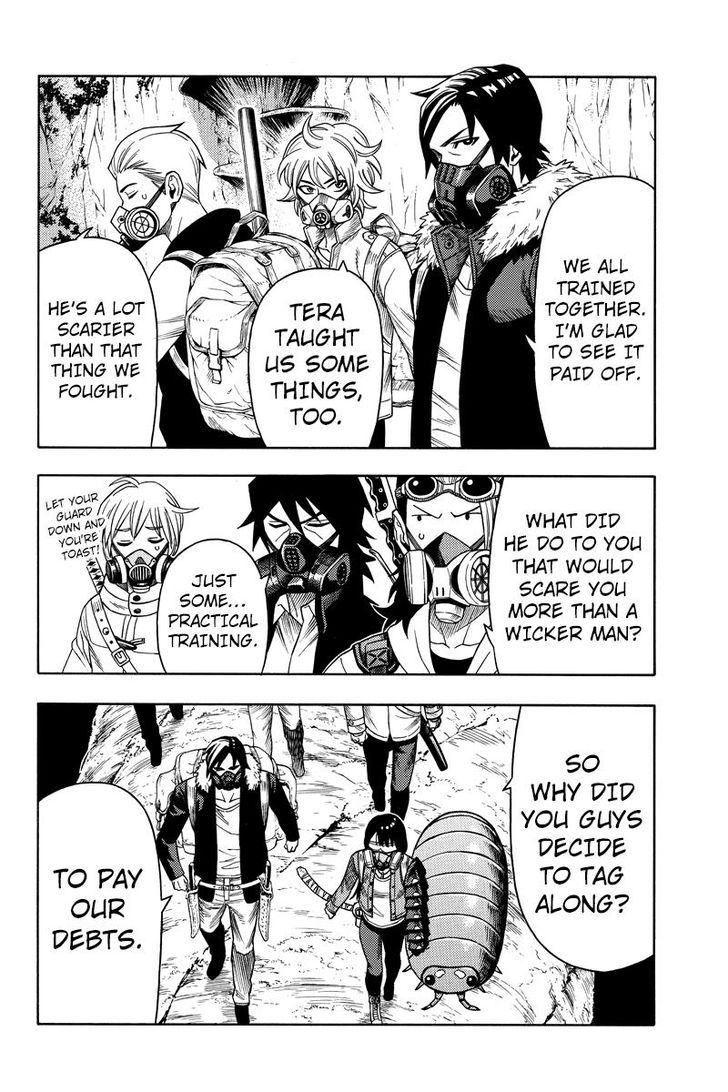 WE ALL
TRAINED
TOGETHER.
I'M GLAD
TO SEE IT
PAID OFF.
TERA
TAUGHT
US SOME
THINGS,
TOO.
HE'S A LOT
SCARIER
THAN THAT
THING WE
FOUGHT.
WHAT DID
HE DO TO YOU
THAT WOULD
SCARE YOU
MORE THAN A
WICKER MAN?
JUST
SOME...
PRACTICAL
TRAINING.
LET YOUR
GUARD
DOWN AND
YOU'RE
TOAST!
SO
WHY DID
YOU GUYS
DECIDE
TO TAG
ALONG?
TO PAY
OUR
DEBTS.